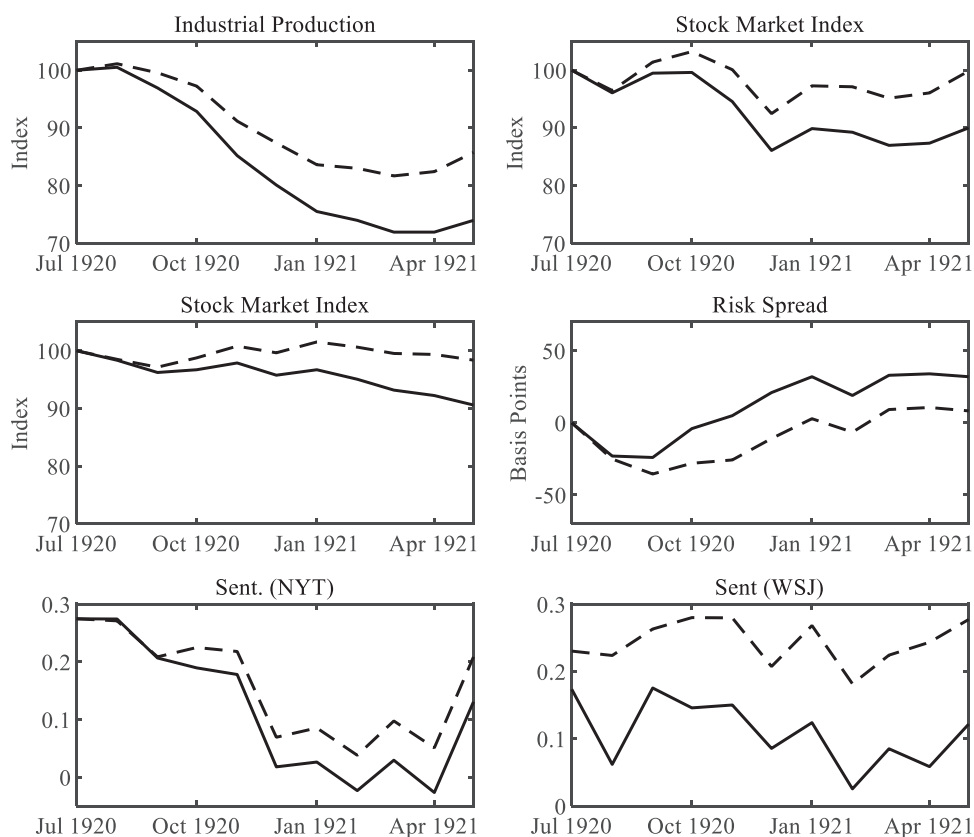 Industrial Production
Index
100
90
80
70
Jul 1920 Oct 1920 Jan 1921 Apr 1921
Stock Market Index
Index
100
90
80
70
Jul 1920 Oct 1920 Jan 1921 Apr 1921
Stock Market Index
Index
100
90
80
70
Jul 1920 Oct 1920 Jan 1921 Apr 1921
Risk Spread
Basis Points
50
0
-50
Jul 1920 Oct 1920 Jan 1921 Apr 1921
Sent. (NYT)
0.3
0.2
0.1
0
Jul 1920 Oct 1920 Jan 1921 Apr 1921
Sent (WSJ)
0.3
0.2
0.1
0
Jul 1920 Oct 1920 Jan 1921 Apr 1921